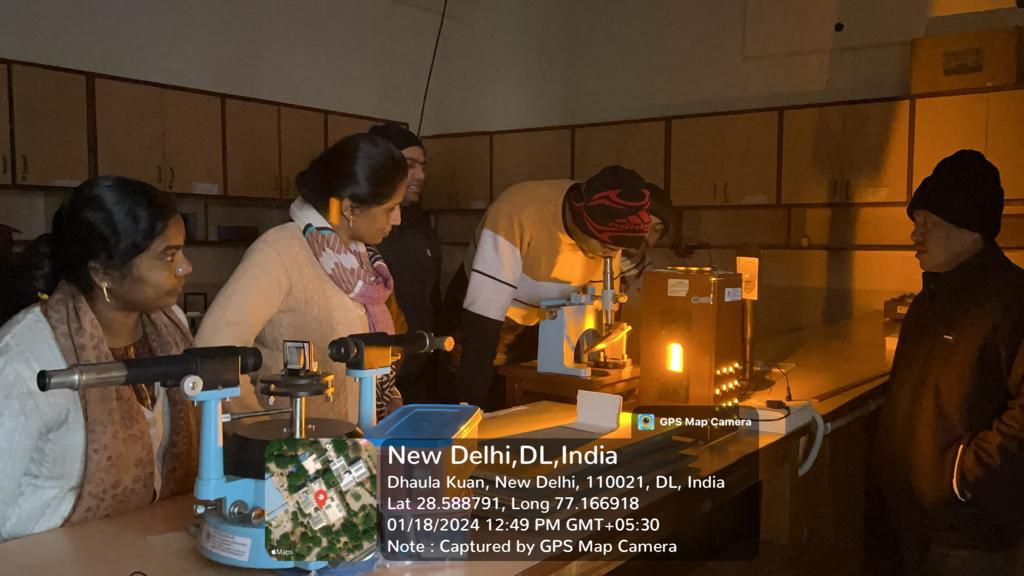 GPS Map Camera
New Delhi,DL,India
Dhaula Kuan, New Delhi, 110021, DL, India
Lat 28.588791, Long 77.166918
01/18/2024 12:49 PM GMT+05:30
Note : Captured by GPS Map Camera
Maps